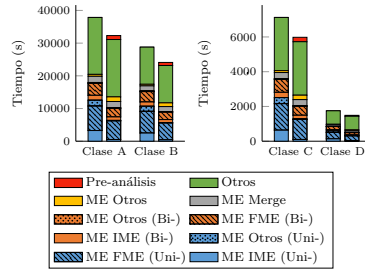 40000
30000
20000
10000
0
Tiempo (s)
Clase A Clase B
6000
4000
2000
0
Tiempo (s)
Clase C Clase D
Pre-análisis Otros
ME Otros ME Merge
ME Otros (Bi-) ME FME (Bi-)
ME IME (Bi-) ME Otros (Uni-)
ME FME (Uni-) ME IME (Uni-)